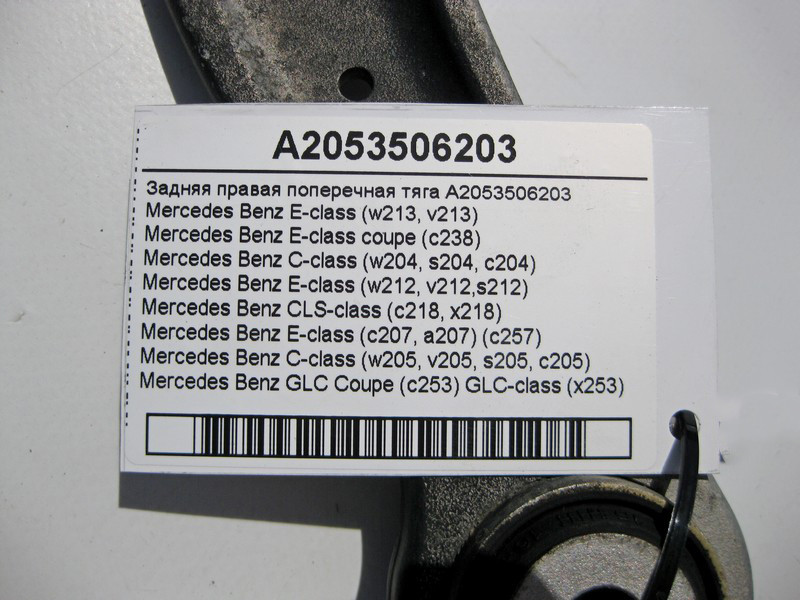 A2053506203
Задняя правая поперечная тяга A2053506203
Mercedes Benz E-class (w213, v213)
Mercedes Benz E-class coupe (c238)
Mercedes Benz C-class (w204, s204, c204)
Mercedes Benz E-class (w212, v212,s212)
Mercedes Benz CLS-class (c218, x218)
Mercedes Benz E-class (c207, a207) (c257)
Mercedes Benz C-class (w205, v205, s205, c205)
Mercedes Benz GLC Coupe (c253) GLC-class (x253)